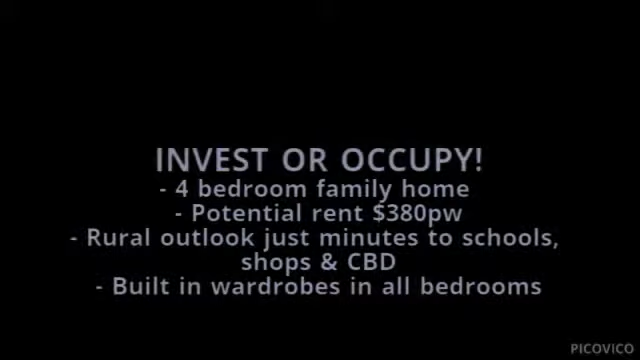 INVEST OR OCCUPY!
- 4 bedroom family home
- Potential rent $380pw
- Rural outlook just minutes to schools,
shops & CBD
- Built in wardrobes in all bedrooms
PICOVICO